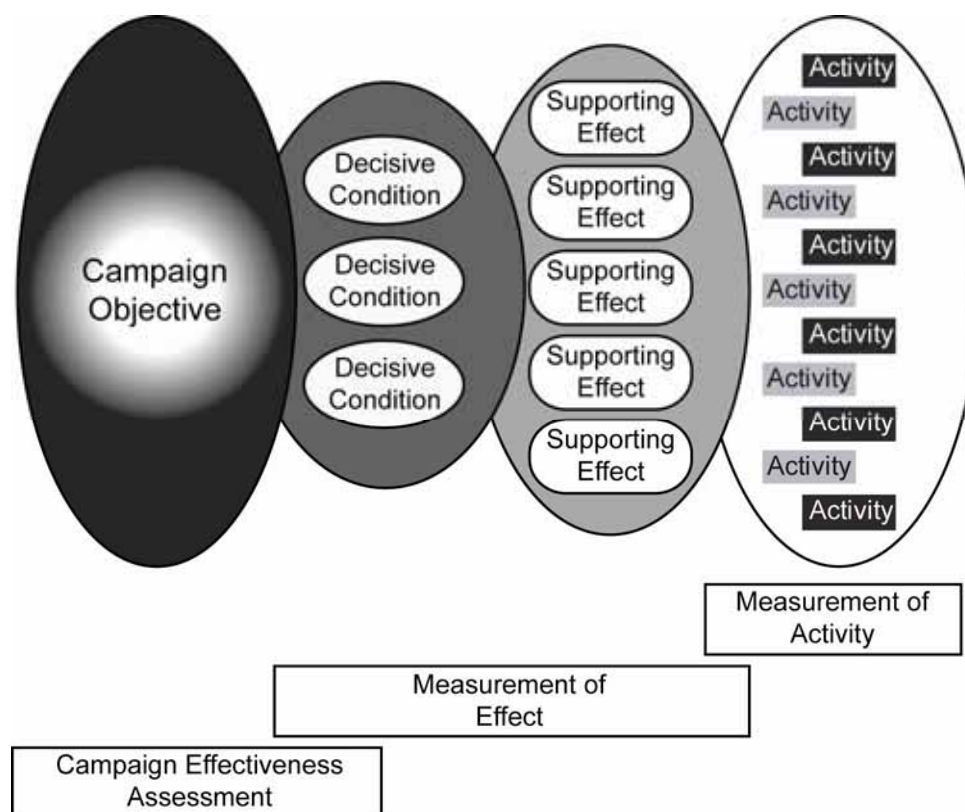 Campaign
Objective
Decisive
Condition
Decisive
Condition
Decisive
Condition
Supporting
Effect
Supporting
Effect
Supporting
Effect
Supporting
Effect
Supporting
Effect
Activity
Activity
Activity
Activity
Activity
Activity
Activity
Activity
Activity
Activity
Activity
Measurement of
Activity
Measurement of
Effect
Campaign Effectiveness
Assessment